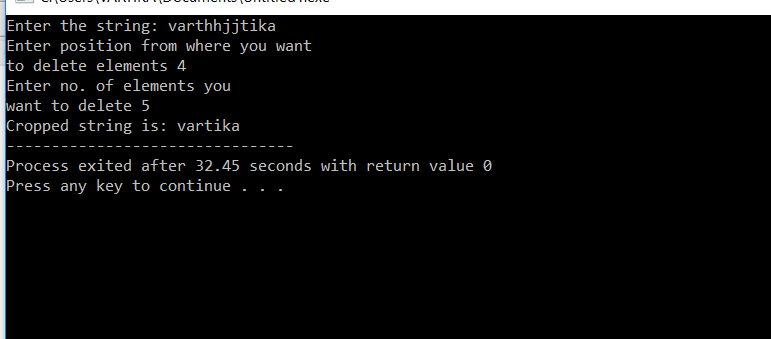 Enter the string: varthhjjtika
Enter position from where you want
to delete elements 4
Enter no. of elements you
want to delete 5
Cropped string is: vartika
--------------------------------
Process exited after 32.45 seconds with return value 0
Press any key to continue . . .